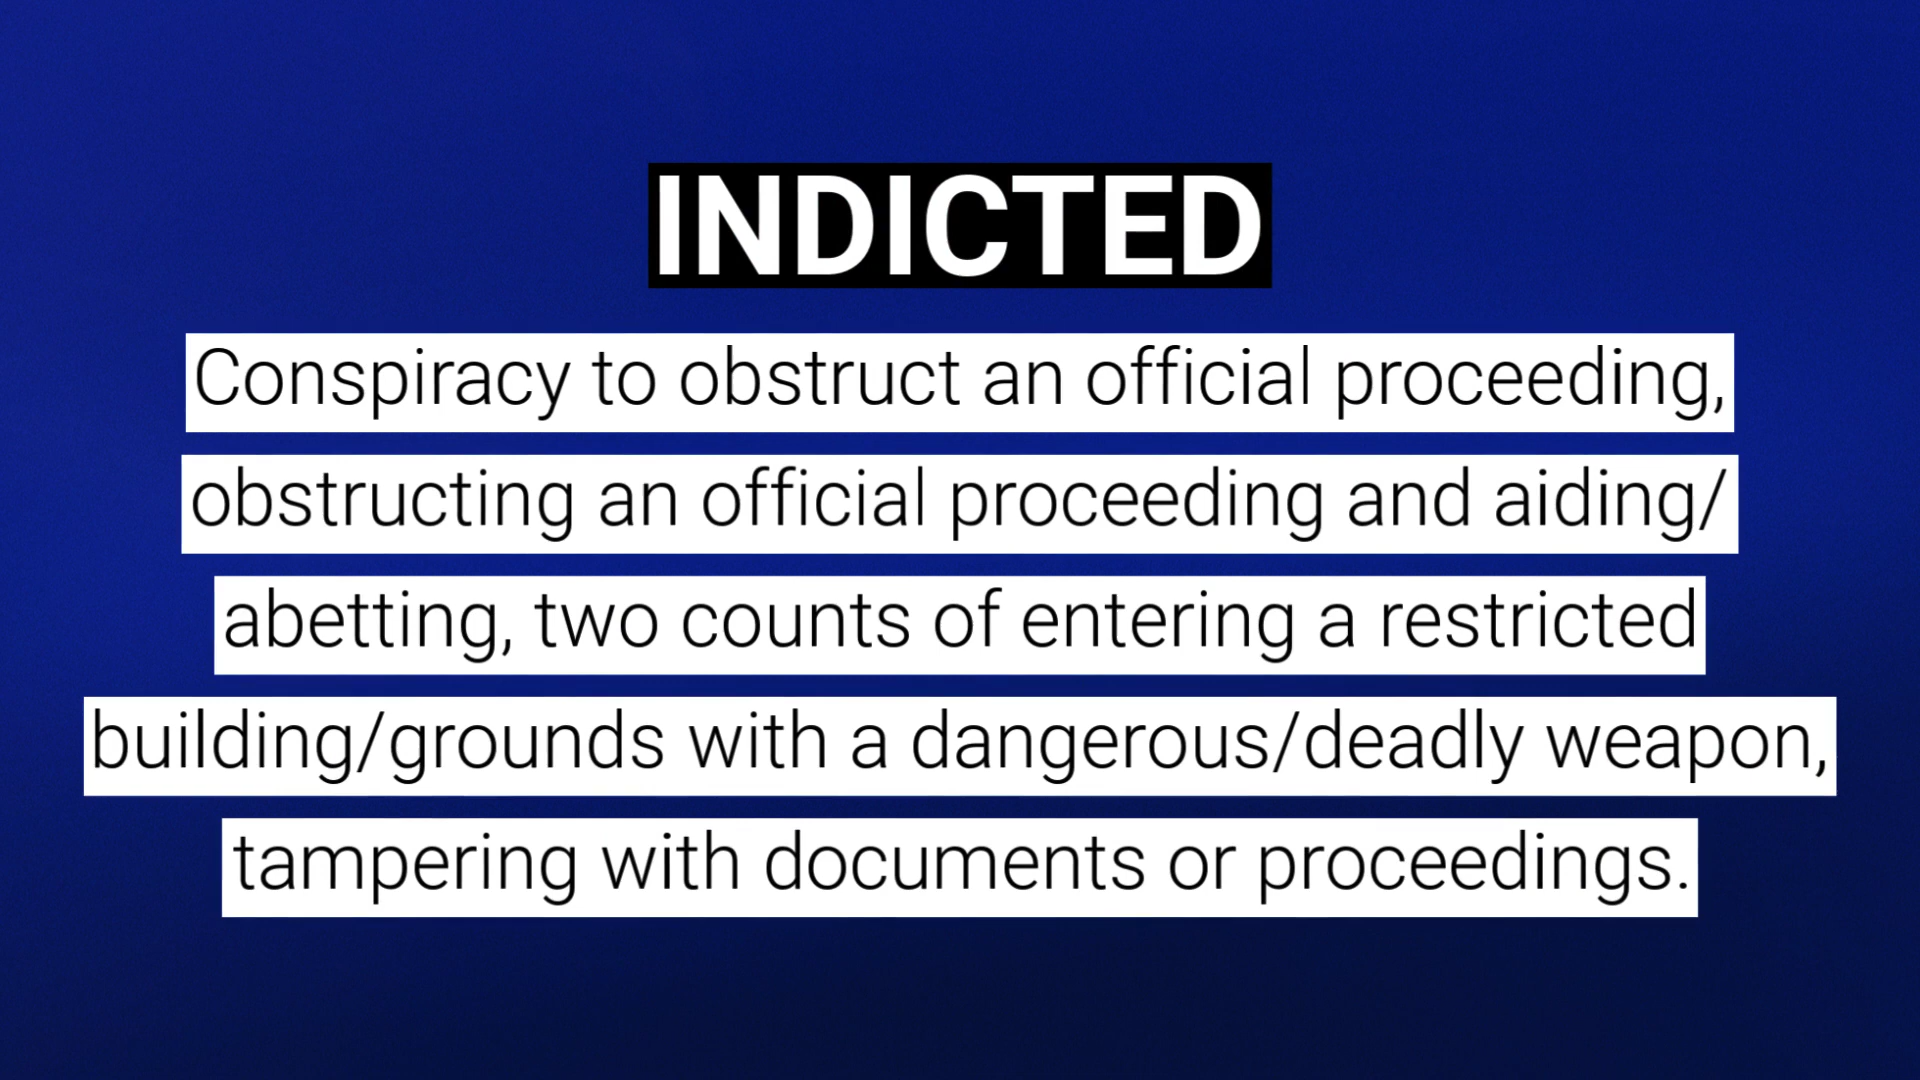 INDICTED
Conspiracy to obstruct an official proceeding,
obstructing an official proceeding and aiding/
abetting, two counts of entering a restricted
building/grounds with a dangerous/deadly weapon,
tampering with documents or proceedings.